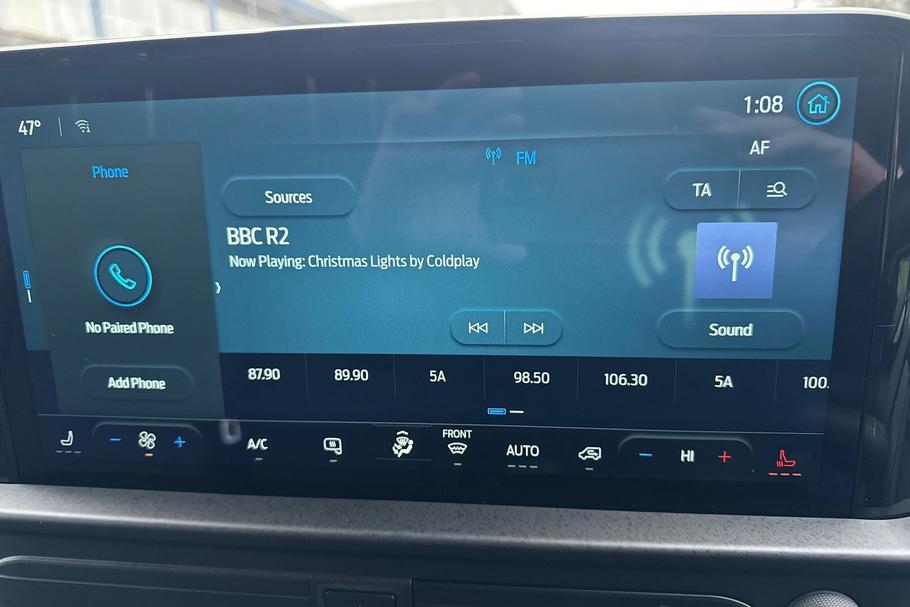 47°
1:08
Phone
FM
AF
Sources
TA
BBC R2
Now Playing: Christmas Lights by Coldplay
No Paired Phone
Sound
Add Phone
87.90 89.90 5A 98.50 106.30 5A 100.
A/C
FRONT
AUTO
HI